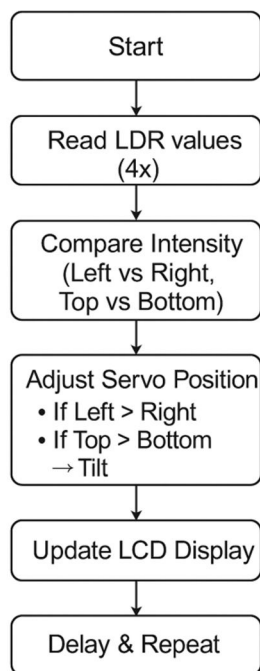 Start
Read LDR values
(4x)
Compare Intensity
(Left vs Right,
Top vs Bottom)
Adjust Servo Position
• If Left > Right
• If Top > Bottom
→ Tilt
Update LCD Display
Delay & Repeat